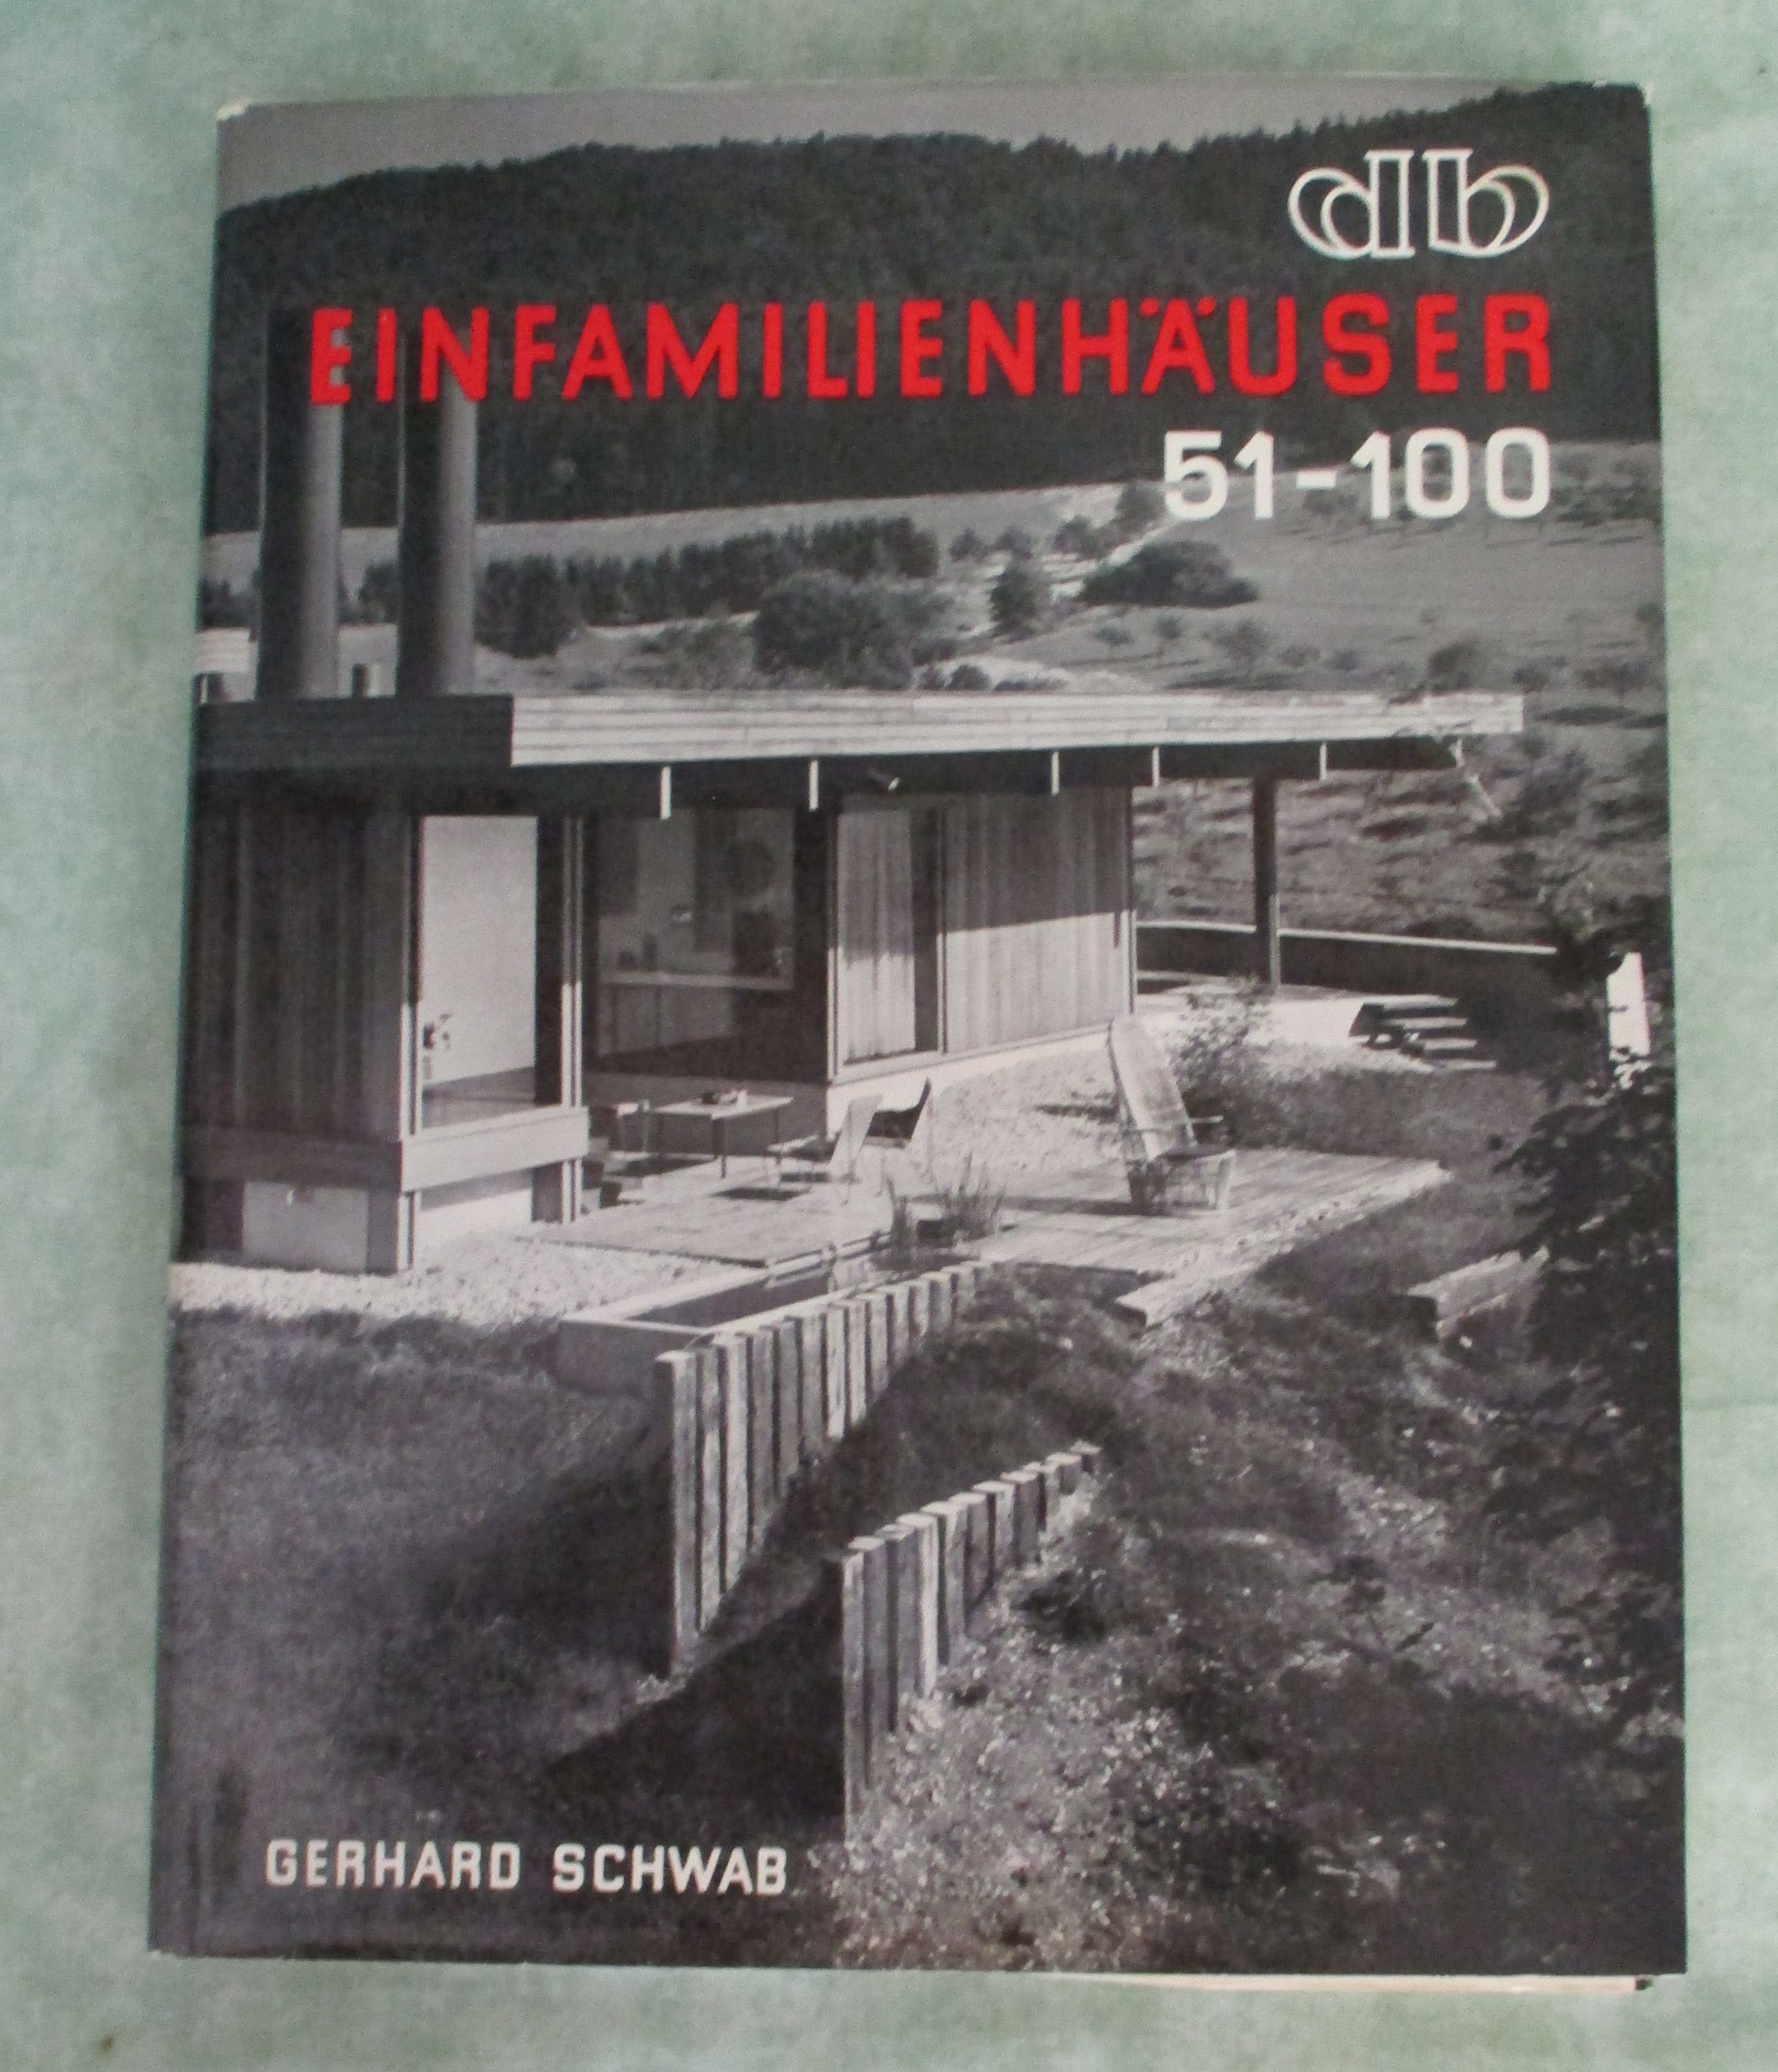 db
EINFAMILIENHÄUSER
51-100
GERHARD SCHWAB